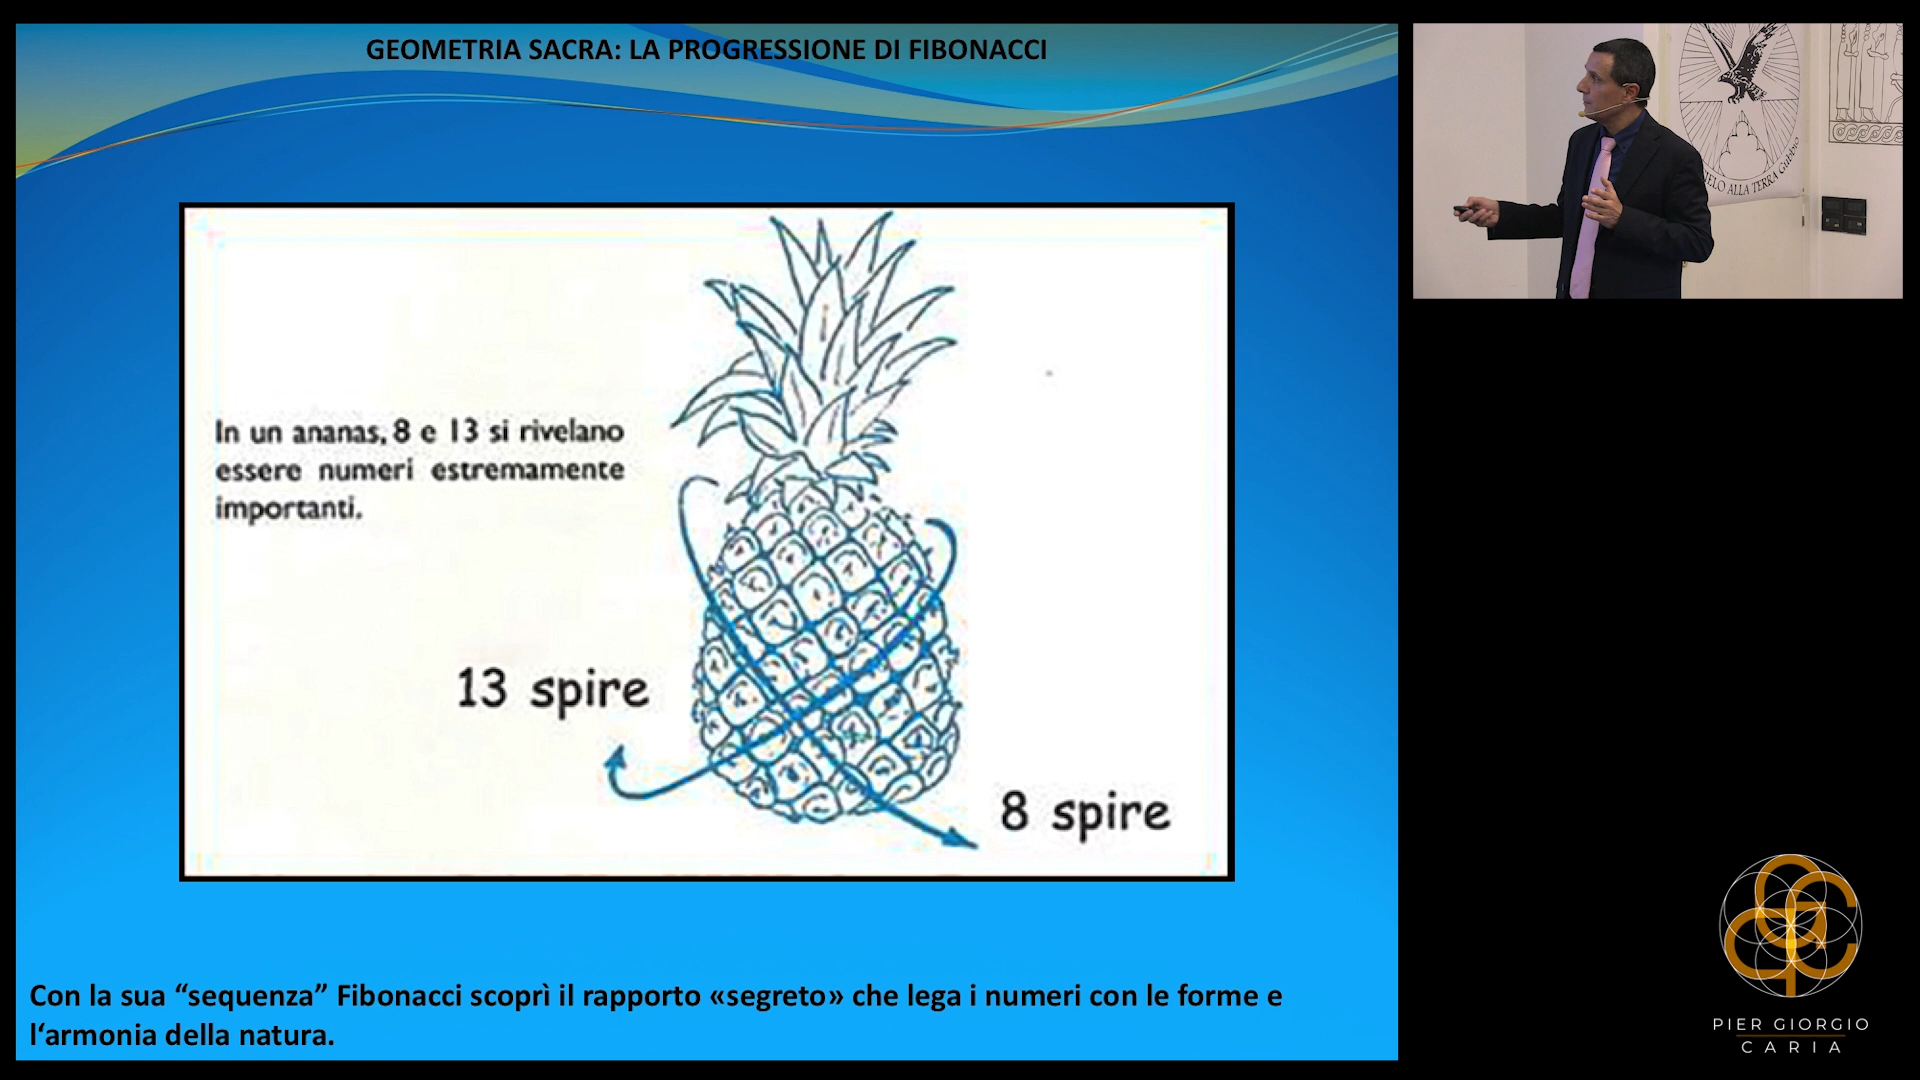 GEOMETRIA SACRA: LA PROGRESSIONE DI FIBONACCI
In un ananas, 8 e 13 si rivelano
essere numeri estremamente
importanti.
13 spire
8 spire
Con la sua “sequenza” Fibonacci scoprì il rapporto «segreto» che lega i numeri con le forme e
l‘armonia della natura.
ALLA TERRA
PIER GIORGIO
CARIA